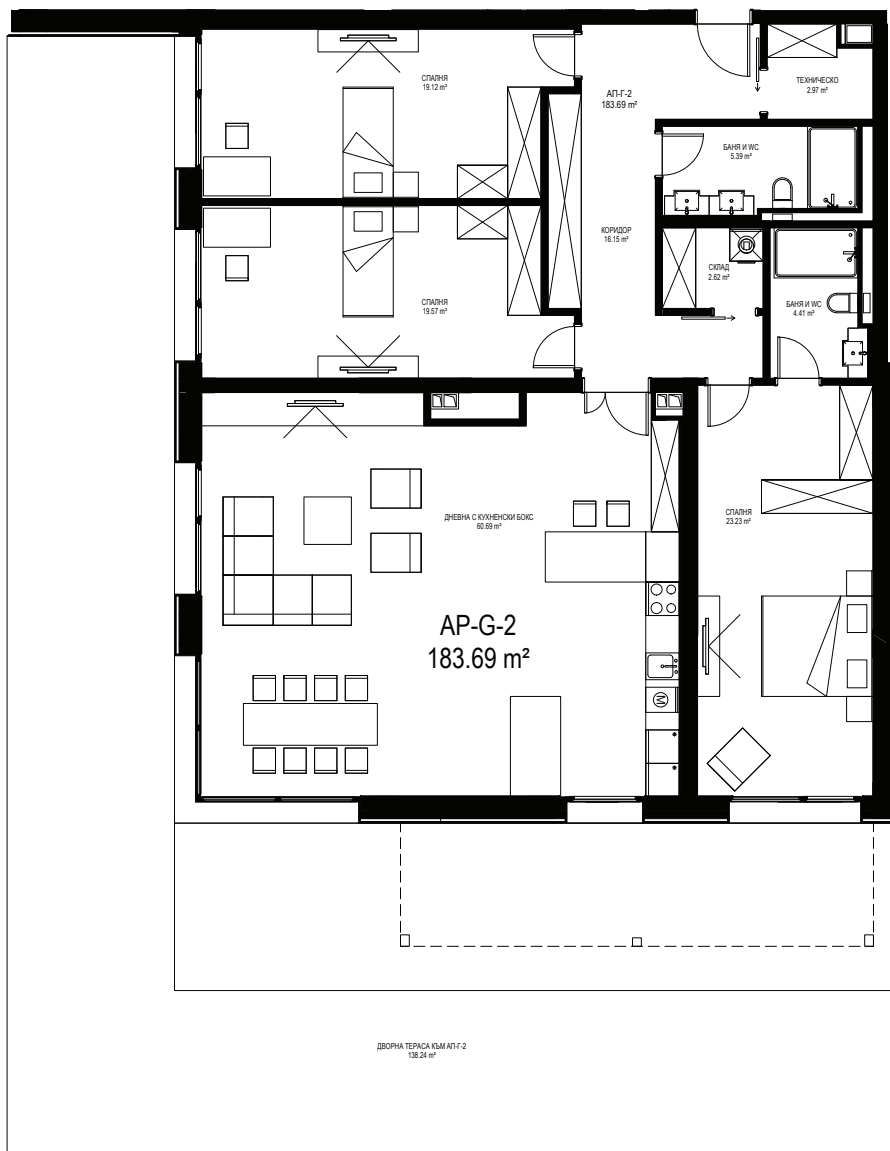 СПАЛНЯ
19.12 m²
АП-Г-2
183.69 m²
ТЕХНИЧЕСКО
2.97 m²
БАНЯ И WC
5.39 m²
КОРИДОР
16.15 m²
СКЛАД
2.62 m²
БАНЯ И WC
4.41 m²
СПАЛНЯ
19.57 m²
ДНЕВНА С КУХНЕНСКИ БОКС
60.69 m²
СПАЛНЯ
23.23 m²
AP-G-2
183.69 m²
M
ДВОРНА ТЕРАСА КЪМ АП-Г-2
138.24 m²